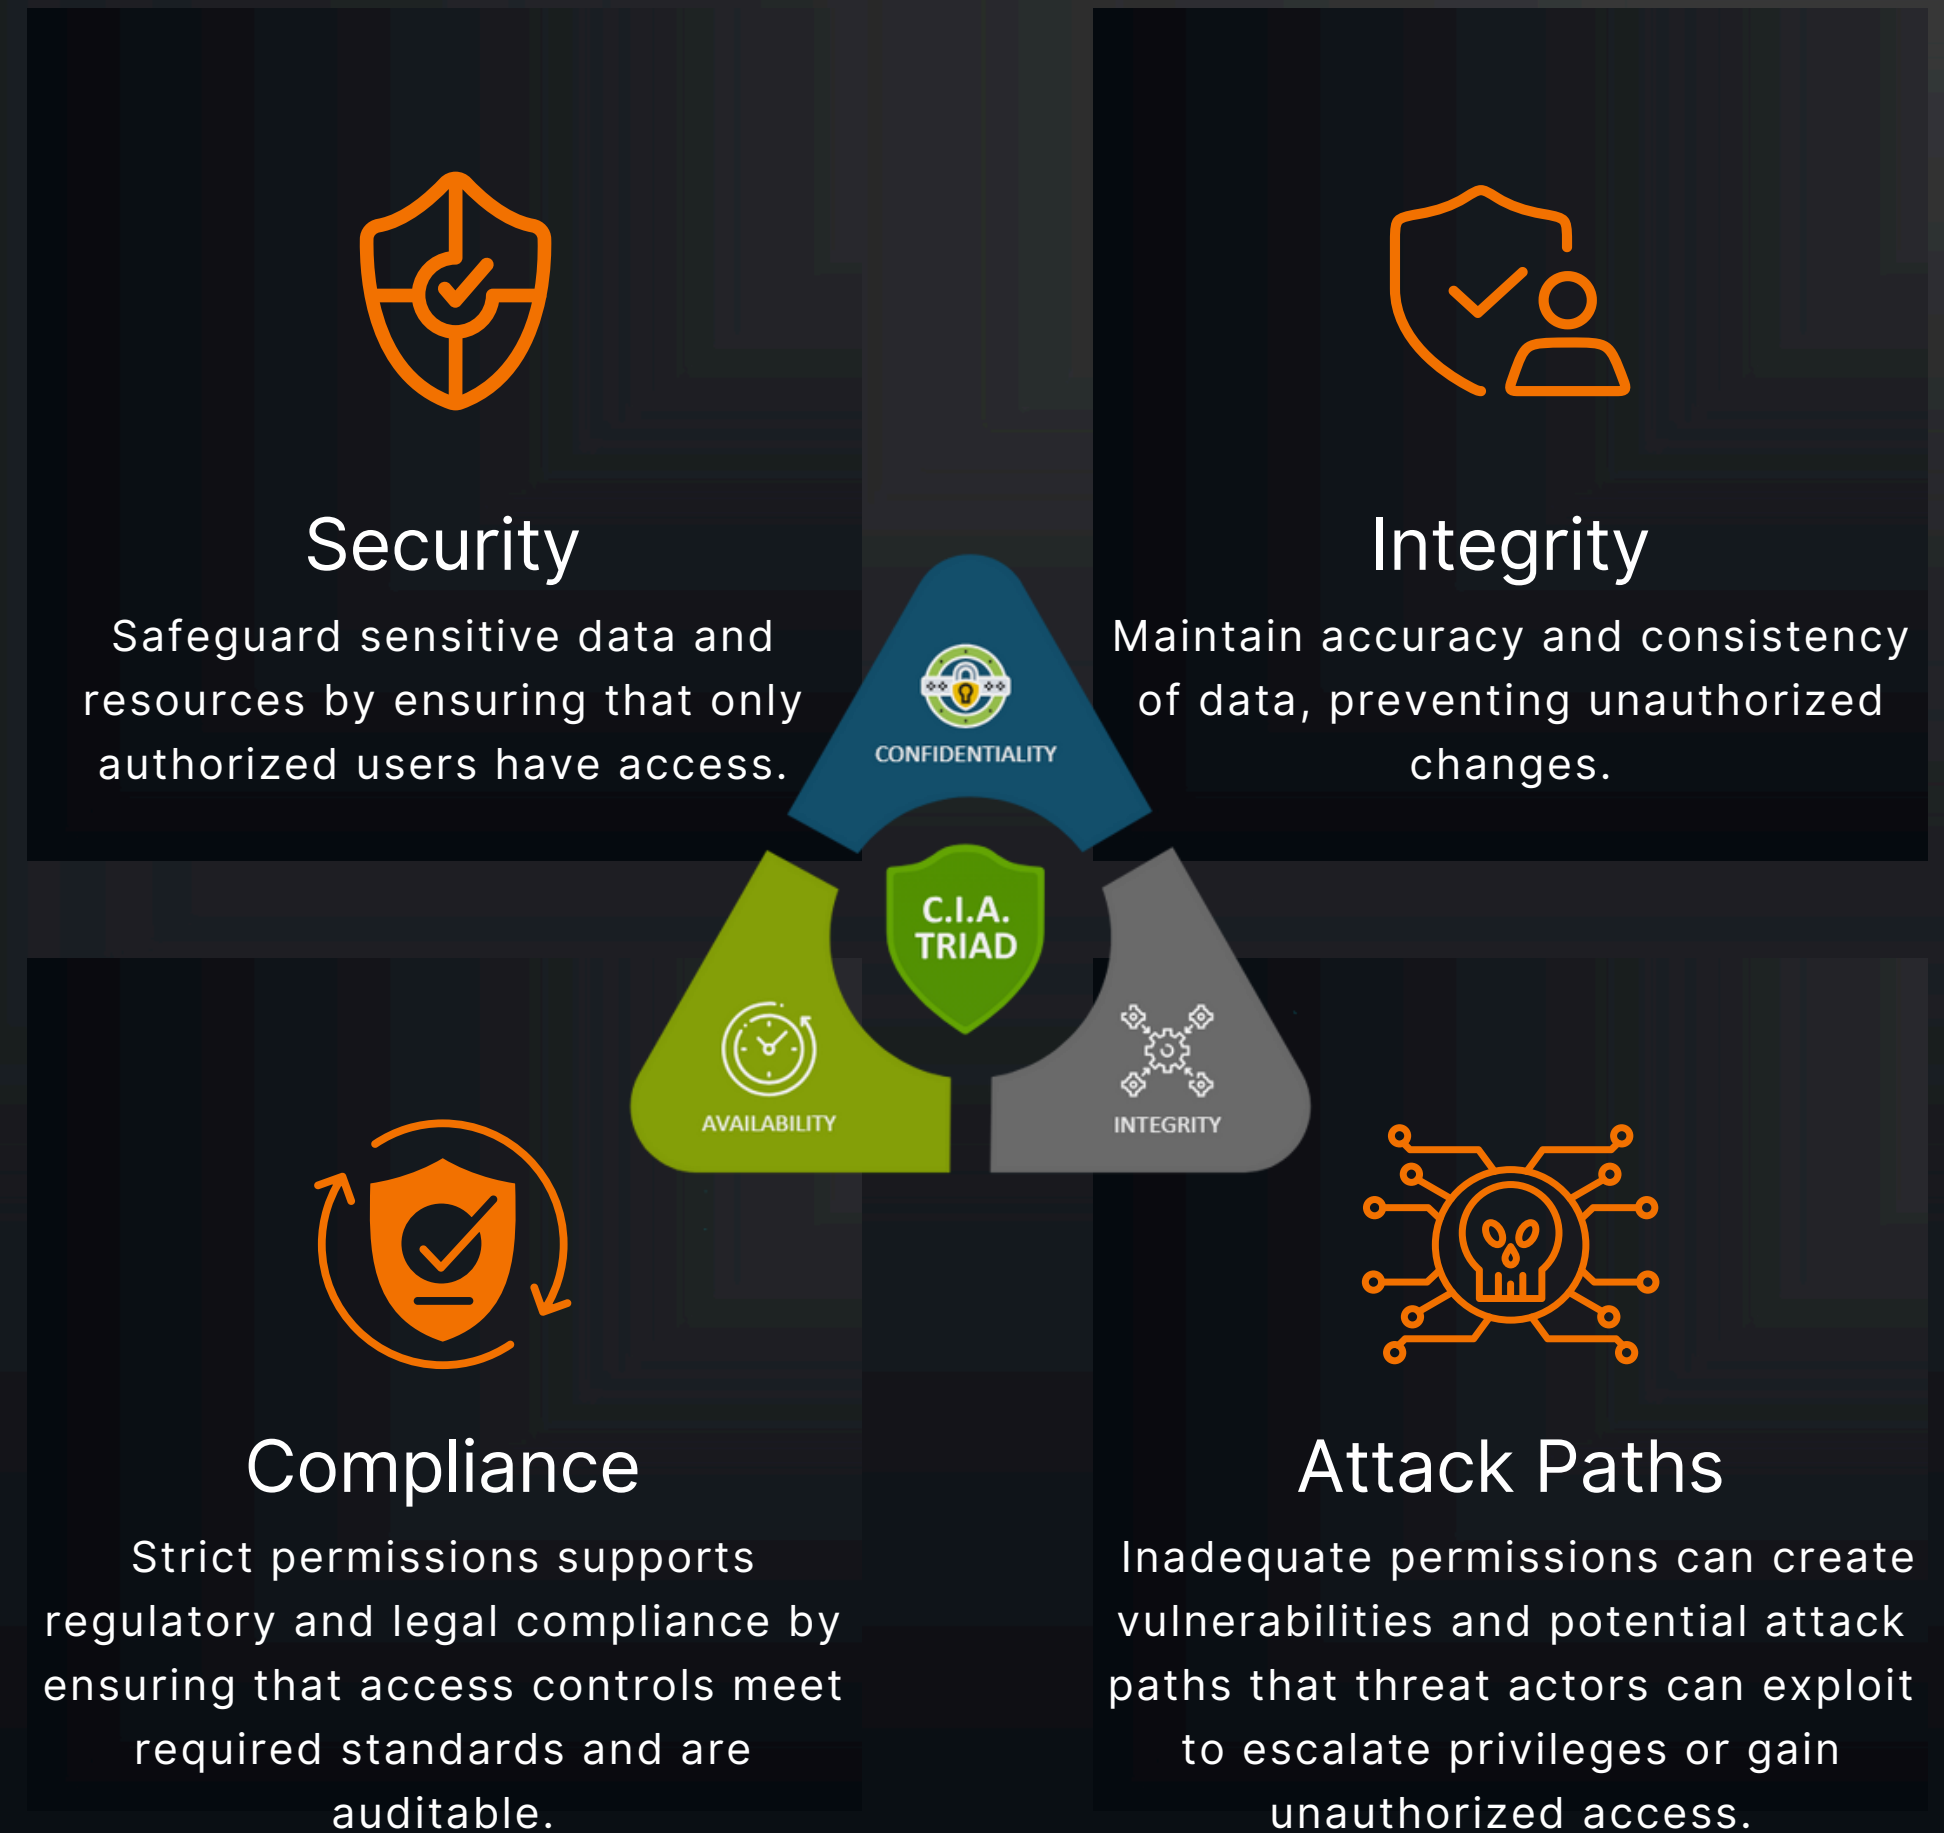 Security
Safeguard sensitive data and
resources by ensuring that only
authorized users have access.
Integrity
Maintain accuracy and consistency
of data, preventing unauthorized
changes.
CONFIDENTIALITY
C.I.A.
TRIAD
AVAILABILITY
INTEGRITY
Compliance
Strict permissions supports
regulatory and legal compliance by
ensuring that access controls meet
required standards and are
auditable.
Attack Paths
Inadequate permissions can create
vulnerabilities and potential attack
paths that threat actors can exploit
to escalate privileges or gain
unauthorized access.